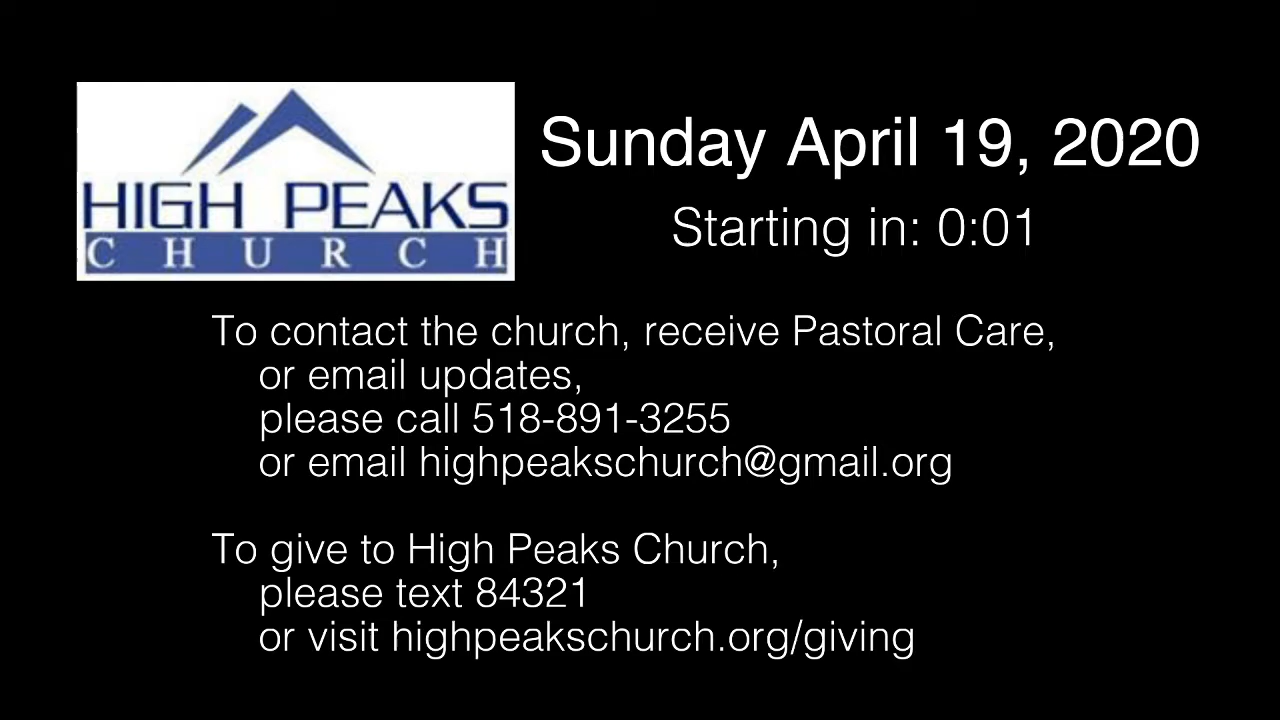 HIGH PEAKS
CHURCH
Sunday April 19, 2020
Starting in: 0:01
To contact the church, receive Pastoral Care,
or email updates,
please call 518-891-3255
or email highpeakschurch@gmail.org
To give to High Peaks Church,
please text 84321
or visit highpeakschurch.org/giving